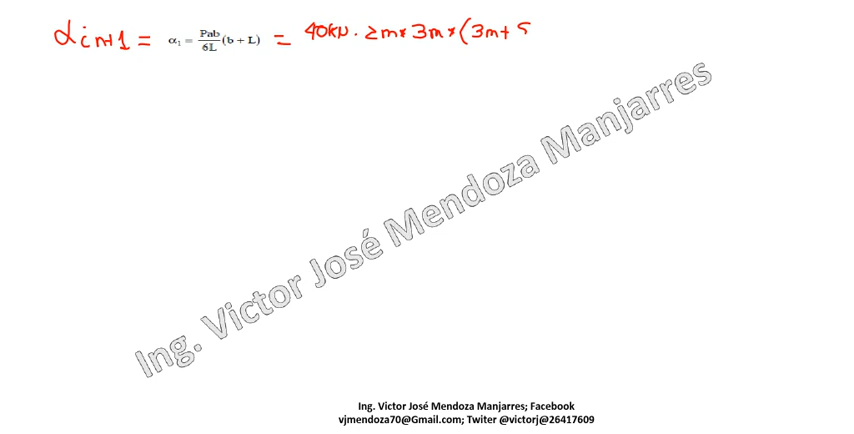 αi n+1 = α₁ = Pab/6L (b + L) = 40kN · 2m * 3m * (3m + 5
Ing. Victor José Mendoza Manjarres
Ing. Victor José Mendoza Manjarres; Facebook
vjmendoza70@Gmail.com; Twiter @victorj@26417609